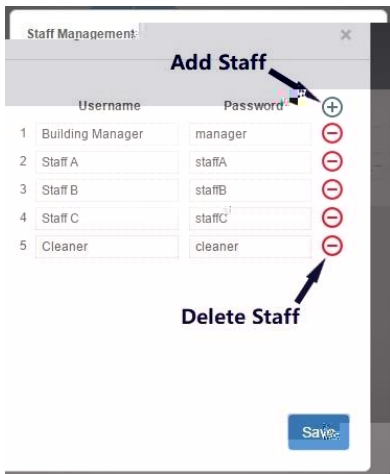 Staff Management ×
Add Staff
Username Password
1 Building Manager manager
2 Staff A staffA
3 Staff B staffB
4 Staff C staffC
5 Cleaner cleaner
Delete Staff
Save